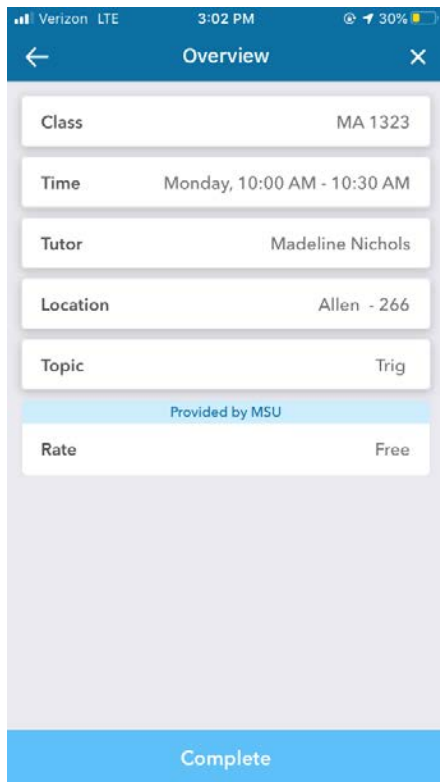 Verizon LTE 3:02 PM 30%
Overview
Class MA 1323
Time Monday, 10:00 AM - 10:30 AM
Tutor Madeline Nichols
Location Allen - 266
Topic Trig
Provided by MSU
Rate Free
Complete